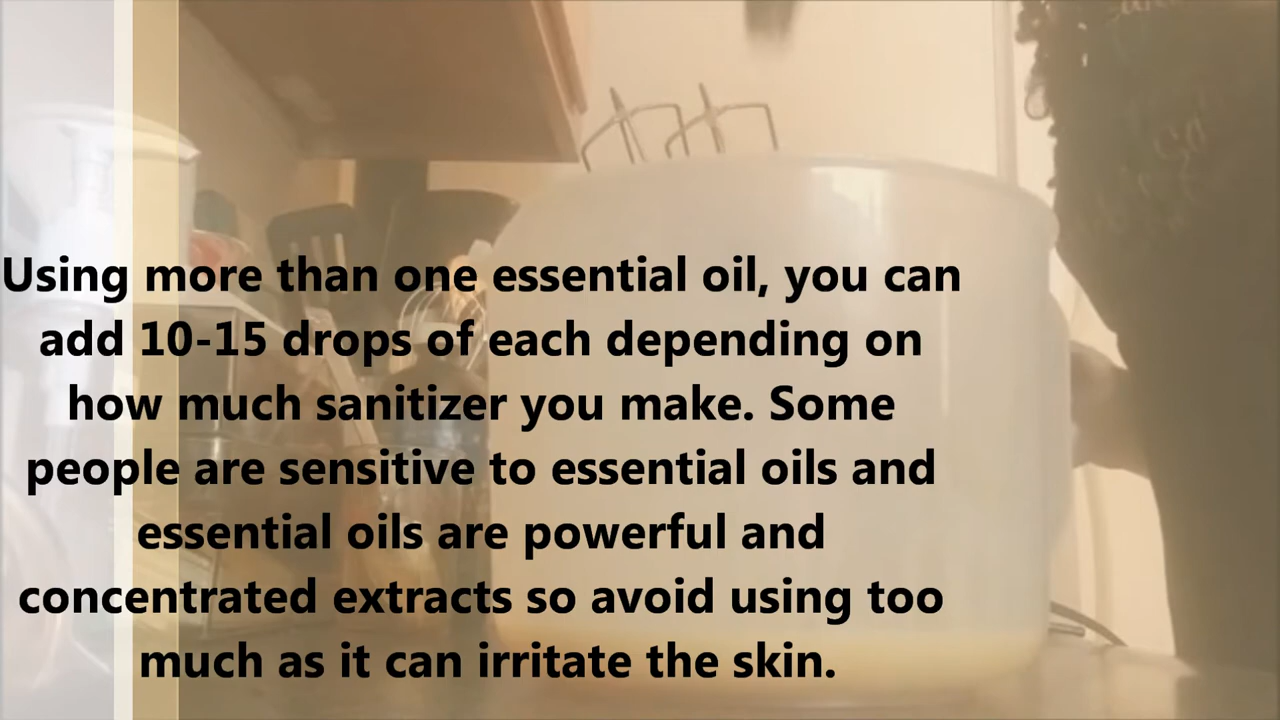 Using more than one essential oil, you can
add 10-15 drops of each depending on
how much sanitizer you make. Some
people are sensitive to essential oils and
essential oils are powerful and
concentrated extracts so avoid using too
much as it can irritate the skin.